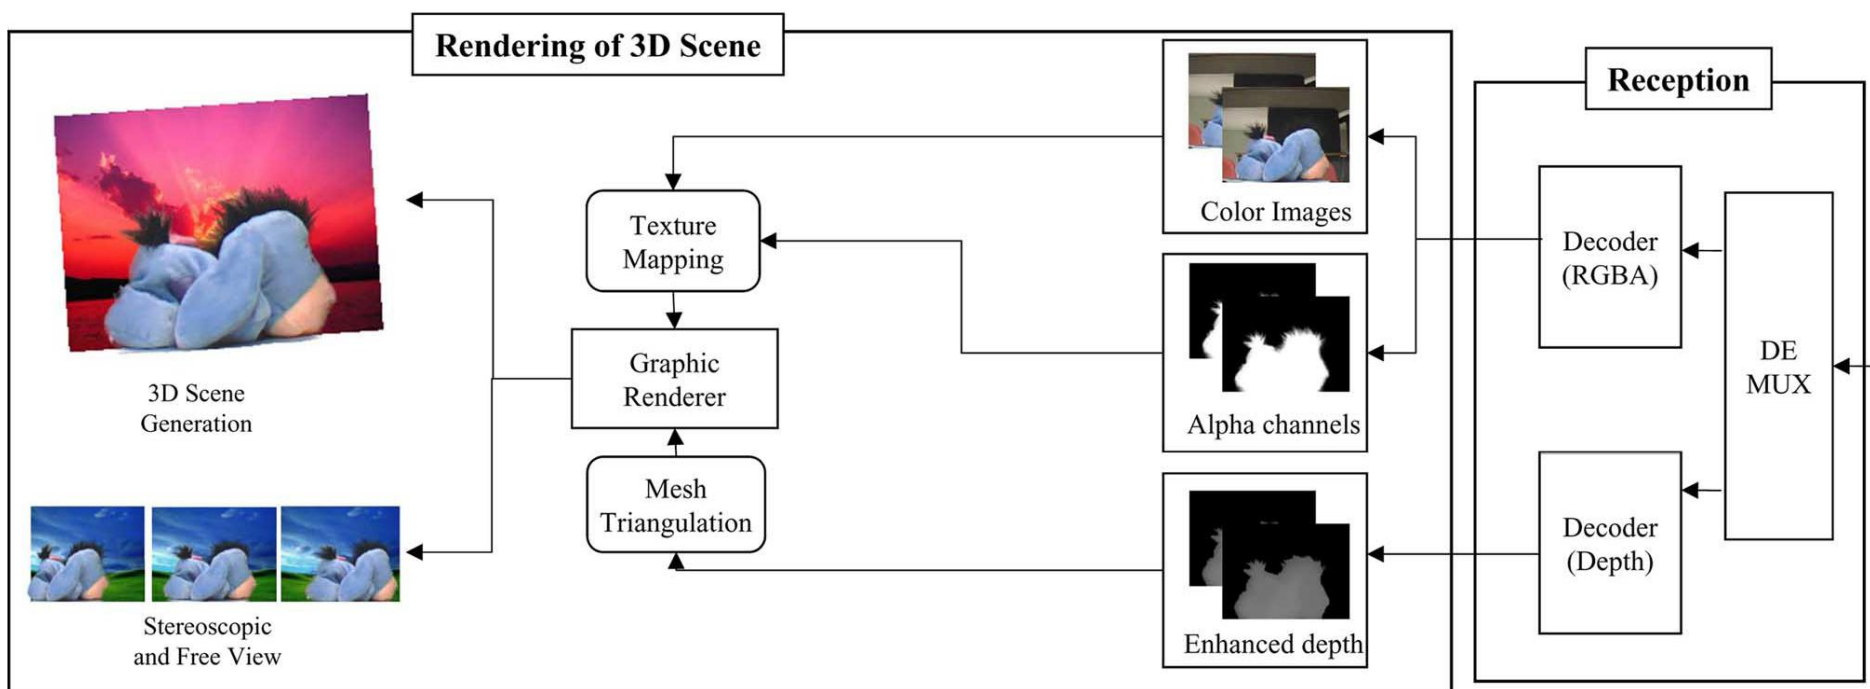 Rendering of 3D Scene
Reception
Color Images
Texture
Mapping
Decoder
(RGBA)
Graphic
Renderer
DE
MUX
3D Scene
Generation
Alpha channels
Mesh
Triangulation
Decoder
(Depth)
Stereoscopic
and Free View
Enhanced depth